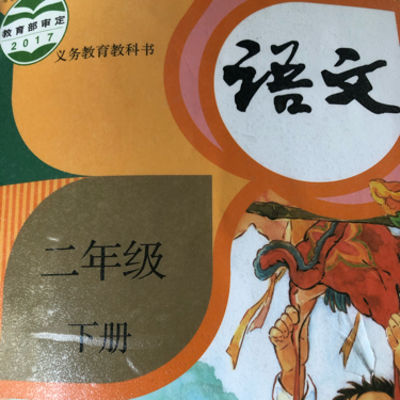 教育部审定
2017
义务教育教科书
语文
二年级
下册